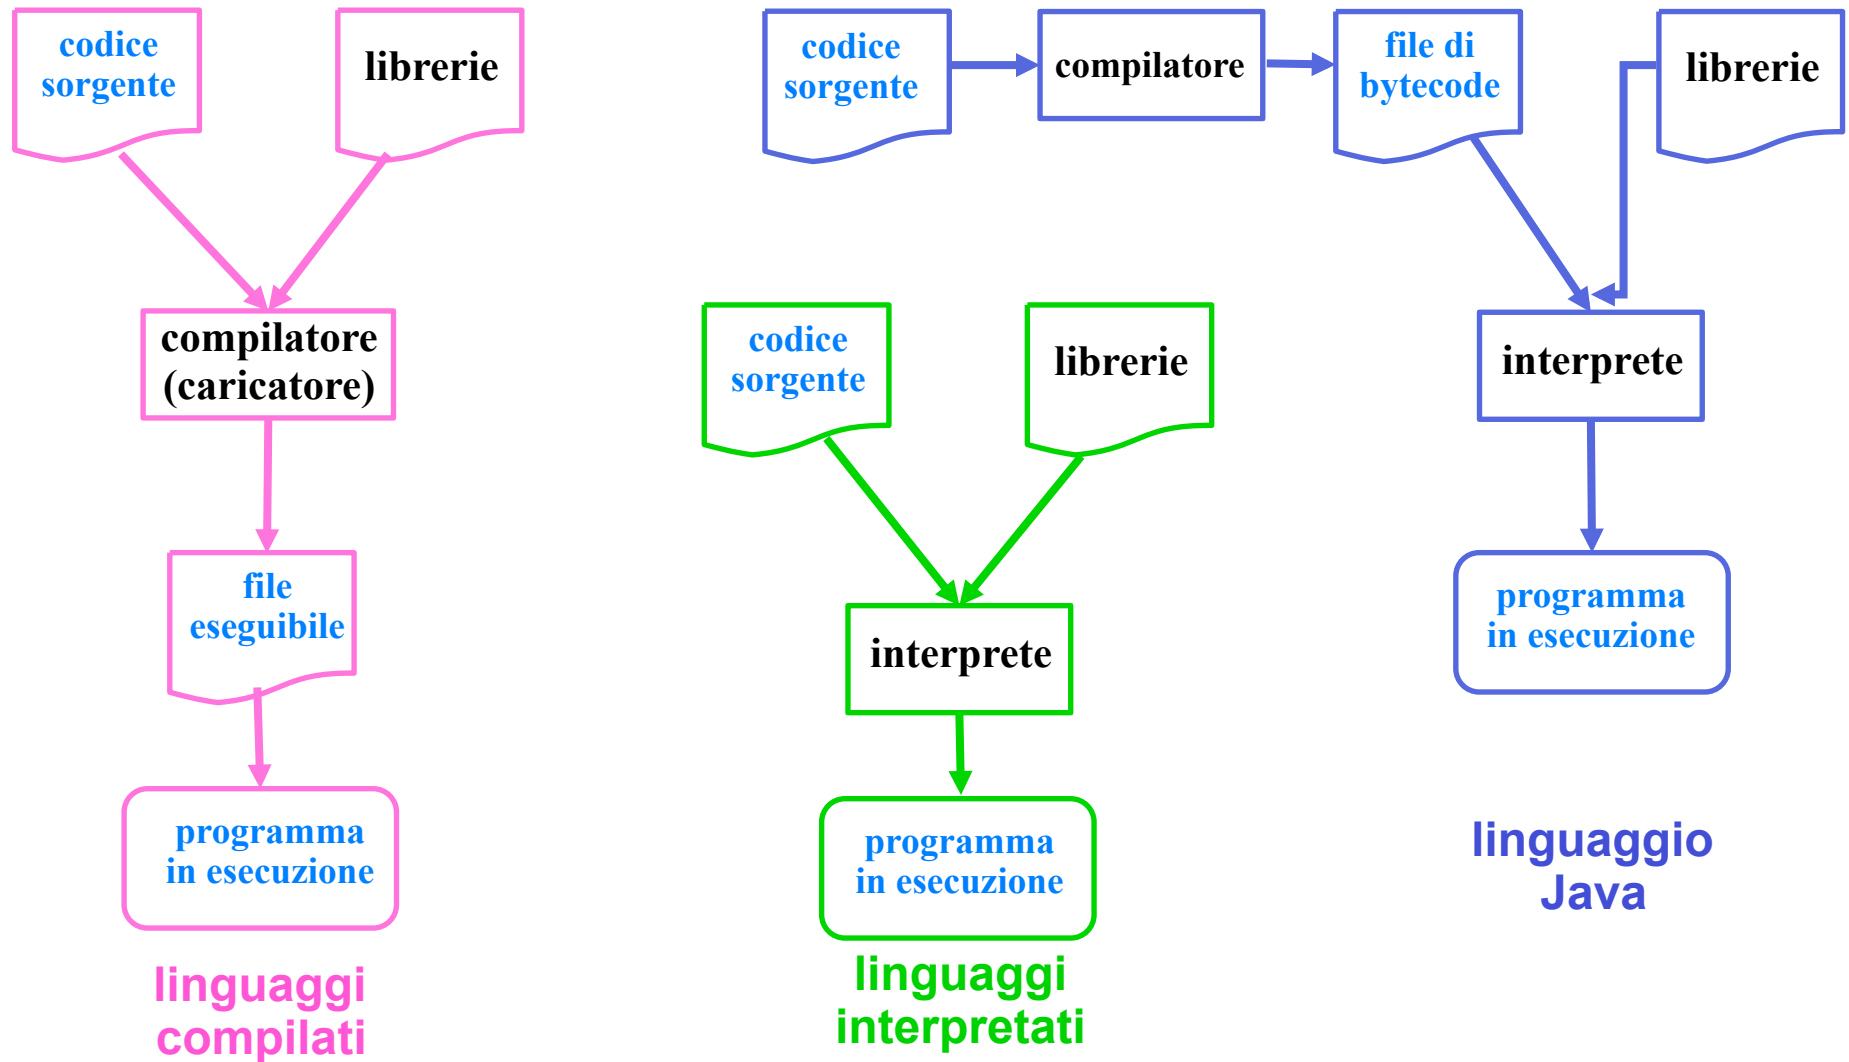 codice
sorgente
librerie
compilatore
(caricatore)
file
eseguibile
programma
in esecuzione
linguaggi
compilati
codice
sorgente
librerie
interprete
programma
in esecuzione
linguaggi
interpretati
codice
sorgente
compilatore
file di
bytecode
librerie
interprete
programma
in esecuzione
linguaggio
Java